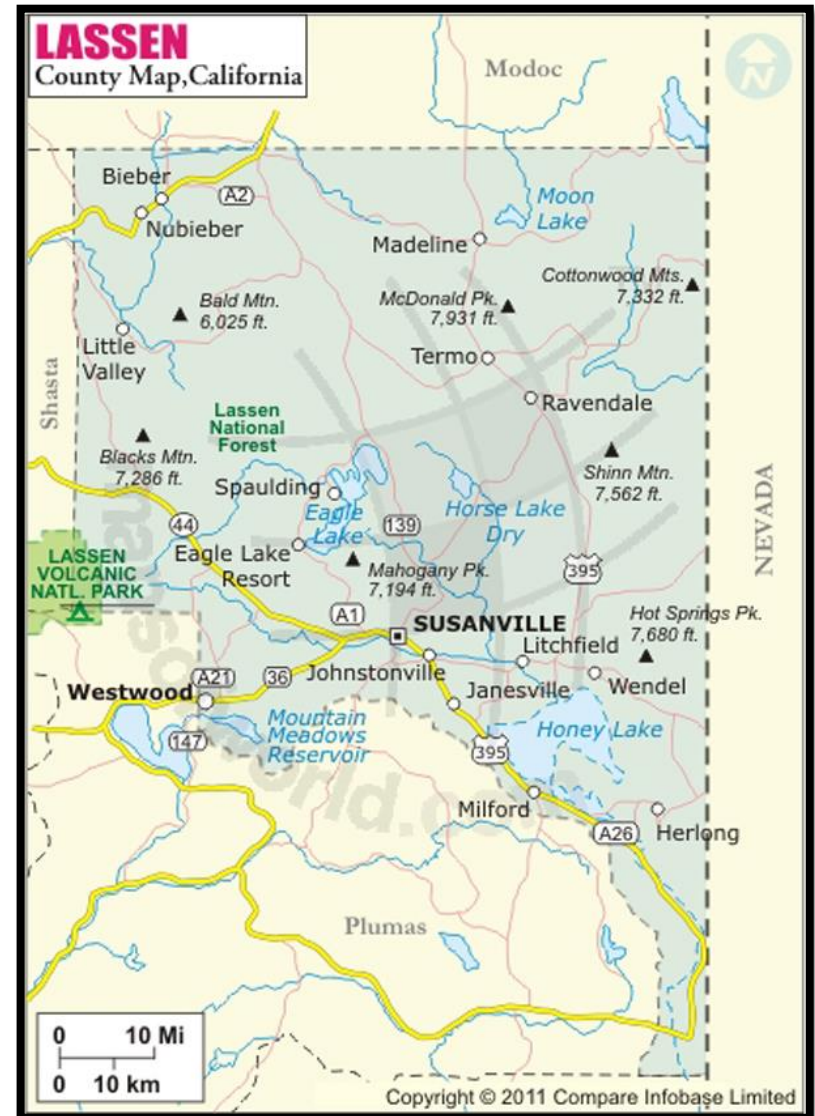 LASSEN
County Map,California
Modoc
N
Bieber
A2
Nubieber
Moon
Lake
Madeline
Cottonwood Mts.
7,332 ft.
Bald Mtn.
6,025 ft.
McDonald Pk.
7,931 ft.
Little
Valley
Termo
Shasta
Ravendale
Lassen
National
Forest
Blacks Mtn.
7,286 ft.
Shinn Mtn.
7,562 ft.
NEVADA
Spaulding
Eagle
Lake
Horse Lake
Dry
44
139
Eagle Lake
Resort
LASSEN
VOLCANIC
NATL. PARK
Mahogany Pk.
7,194 ft.
395
A1
SUSANVILLE
Hot Springs Pk.
7,680 ft.
Litchfield
Johnstonville
A21
36
Westwood
Janesville
Wendel
Mountain
Meadows
Reservoir
147
Honey Lake
395
Milford
A26
Herlong
mapsofworld.com
Plumas
0 10 Mi
0 10 km
Copyright © 2011 Compare Infobase Limited